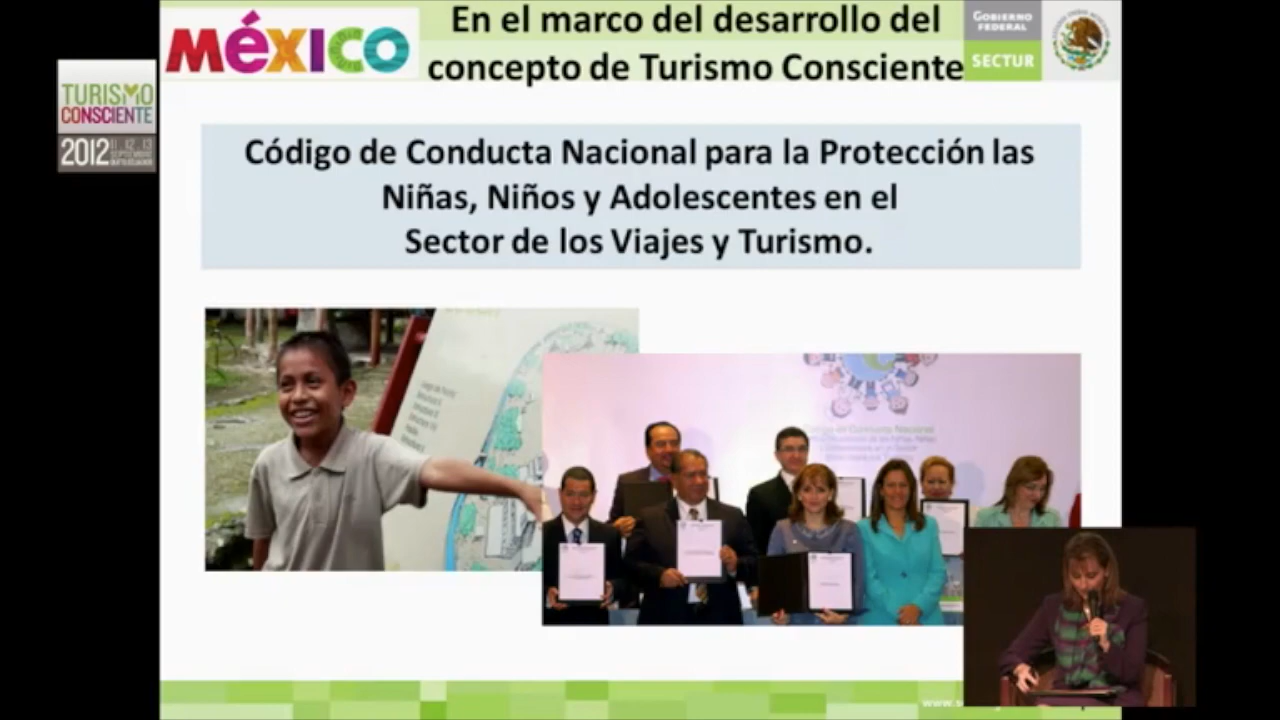 MéXICO
En el marco del desarrollo del
concepto de Turismo Consciente
GOBIERNO
FEDERAL
SECTUR
TURISMO
CONSCIENTE
2012
Código de Conducta Nacional para la Protección las
Niñas, Niños y Adolescentes en el
Sector de los Viajes y Turismo.